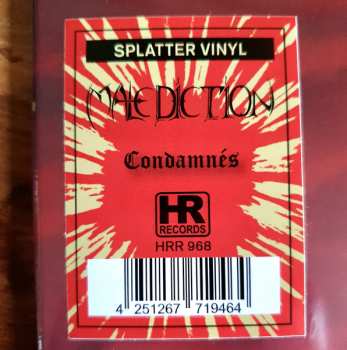 SPLATTER VINYL
MALEDICTION
Condamnés
HR
RECORDS
HRR 968
4 251267 719464